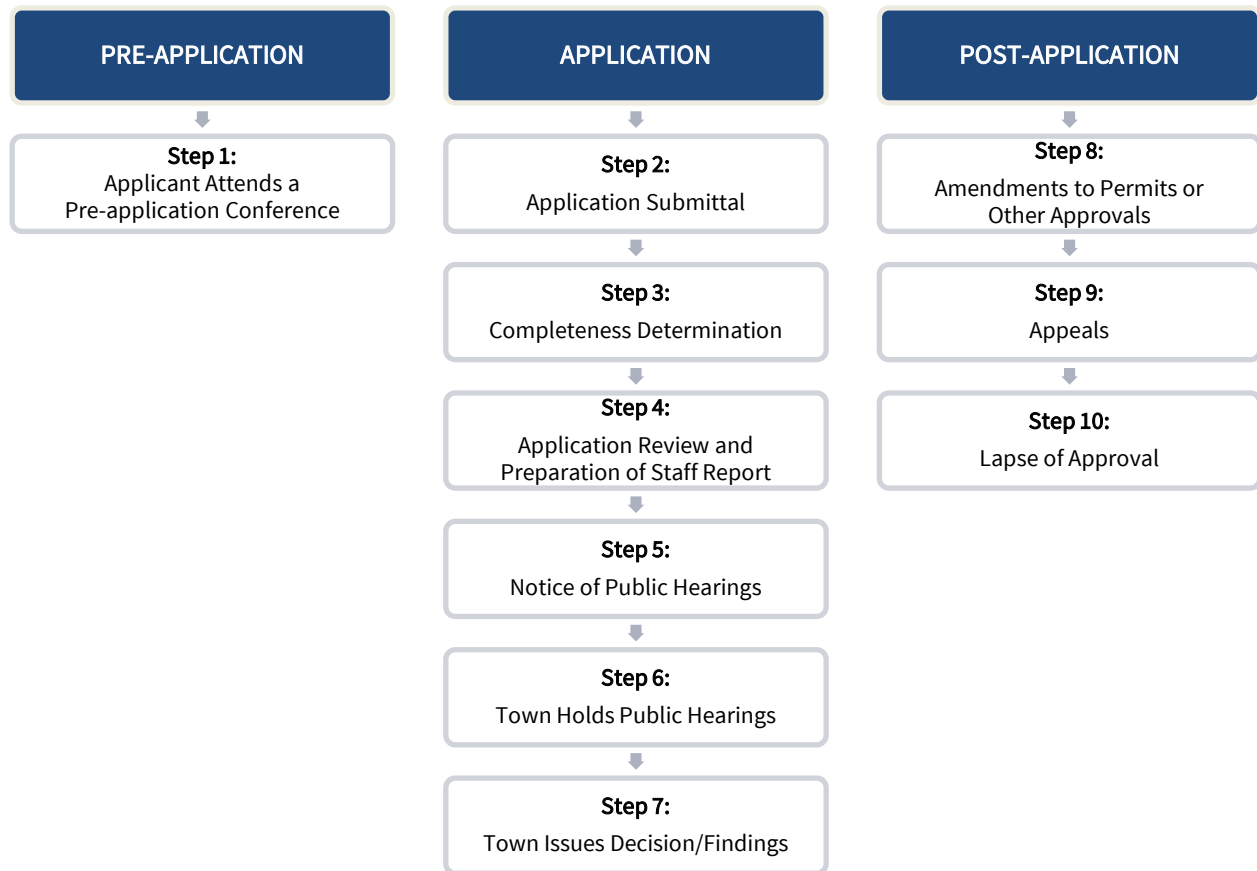 PRE-APPLICATION
Step 1:
Applicant Attends a
Pre-application Conference
APPLICATION
Step 2:
Application Submittal
Step 3:
Completeness Determination
Step 4:
Application Review and
Preparation of Staff Report
Step 5:
Notice of Public Hearings
Step 6:
Town Holds Public Hearings
Step 7:
Town Issues Decision/Findings
POST-APPLICATION
Step 8:
Amendments to Permits or
Other Approvals
Step 9:
Appeals
Step 10:
Lapse of Approval